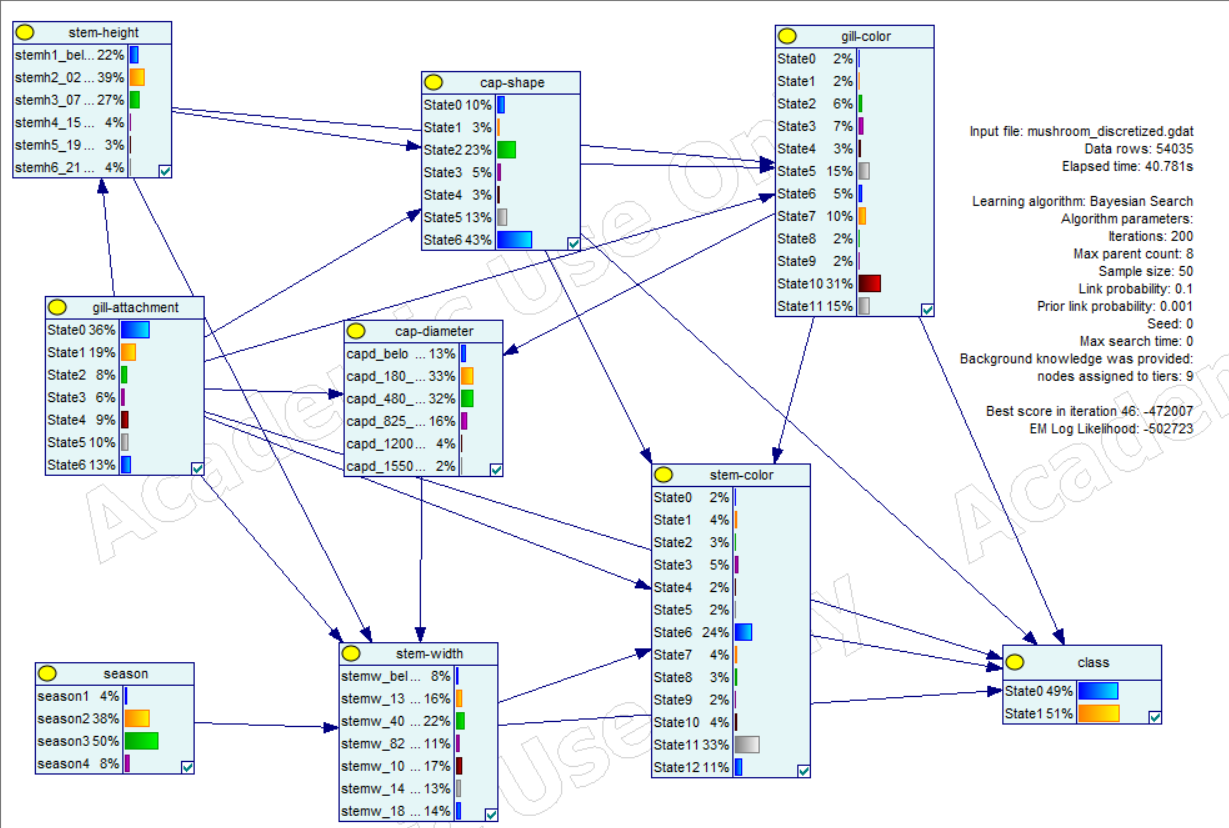 stem-height
stemh1_bel... 22%
stemh2_02 ... 39%
stemh3_07 ... 27%
stemh4_15 ... 4%
stemh5_19 ... 3%
stemh6_21 ... 4%
cap-shape
State0 10%
State1 3%
State2 23%
State3 5%
State4 3%
State5 13%
State6 43%
gill-color
State0 2%
State1 2%
State2 6%
State3 7%
State4 3%
State5 15%
State6 5%
State7 10%
State8 2%
State9 2%
State10 31%
State11 15%
Input file: mushroom_discretized.gdat
Data rows: 54035
Elapsed time: 40.781s
Learning algorithm: Bayesian Search
Algorithm parameters:
Iterations: 200
Max parent count: 8
Sample size: 50
Link probability: 0.1
Prior link probability: 0.001
Seed: 0
Max search time: 0
Background knowledge was provided:
nodes assigned to tiers: 9
Best score in iteration 46: -472007
EM Log Likelihood: -502723
gill-attachment
State0 36%
State1 19%
State2 8%
State3 6%
State4 9%
State5 10%
State6 13%
cap-diameter
capd_belo ... 13%
capd_180_... 33%
capd_480_... 32%
capd_825_... 16%
capd_1200... 4%
capd_1550... 2%
stem-color
State0 2%
State1 4%
State2 3%
State3 5%
State4 2%
State5 2%
State6 24%
State7 4%
State8 3%
State9 2%
State10 4%
State11 33%
State12 11%
season
season1 4%
season2 38%
season3 50%
season4 8%
stem-width
stemw_bel... 8%
stemw_13 ... 16%
stemw_40 ... 22%
stemw_82 ... 11%
stemw_10 ... 17%
stemw_14 ... 13%
stemw_18 ... 14%
class
State0 49%
State1 51%
Academic Use Only
Academ